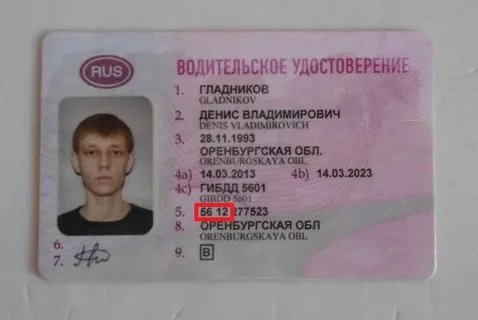 RUS ВОДИТЕЛЬСКОЕ УДОСТОВЕРЕНИЕ
1. ГЛАДНИКОВ
GLADNIKOV
2. ДЕНИС ВЛАДИМИРОВИЧ
DENIS VLADIMIROVICH
3. 28.11.1993
ОРЕНБУРГСКАЯ ОБЛ.
ORENBURGSKAYA OBL.
4a) 14.03.2013 4b) 14.03.2023
4c) ГИБДД 5601
GIBDD 5601
5. 56 12 277523
8. ОРЕНБУРГСКАЯ ОБЛ
ORENBURGSKAYA OBL
6.
7.
9. B